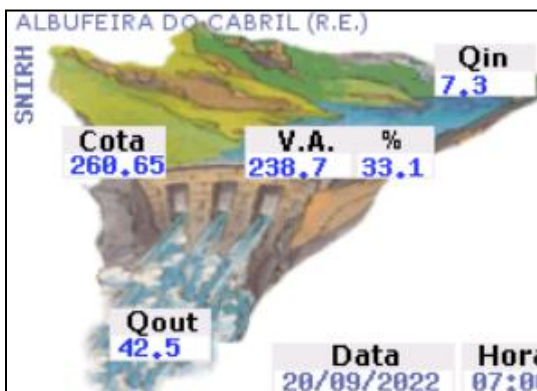 ALBUFEIRA DO CABRIL (R.E.)
SNIRH
Qin
7.3
Cota
260.65
V.A. %
238.7 33.1
Qout
42.5
Data
20/09/2022